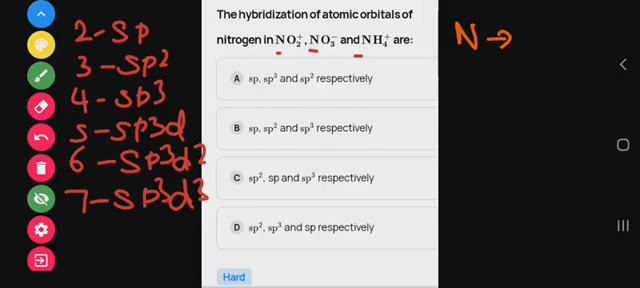 2-sp
3-sp2
4-sp3
5-sp3d
6-sp3d2
7-sp3d3
The hybridization of atomic orbitals of
nitrogen in NO₂⁺, NO₃⁻ and NH₄⁺ are:
A sp, sp³ and sp² respectively
B sp, sp² and sp³ respectively
C sp², sp and sp³ respectively
D sp², sp³ and sp respectively
Hard
N →